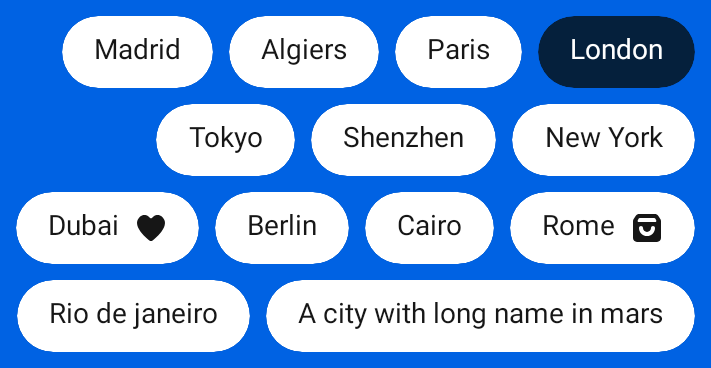 Madrid Algiers Paris London
Tokyo Shenzhen New York
Dubai Berlin Cairo Rome
Rio de janeiro A city with long name in mars